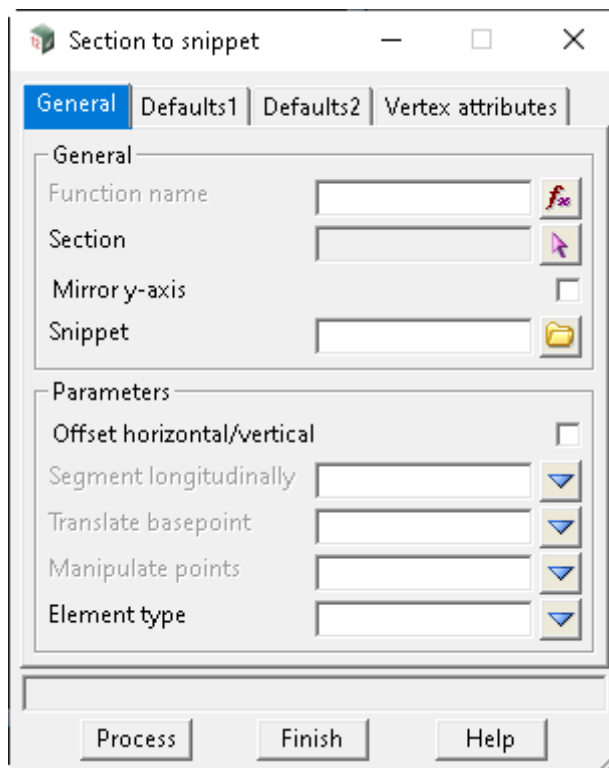 Section to snippet
General Defaults1 Defaults2 Vertex attributes
General
Function name
Section
Mirror y-axis
Snippet
Parameters
Offset horizontal/vertical
Segment longitudinally
Translate basepoint
Manipulate points
Element type
Process Finish Help